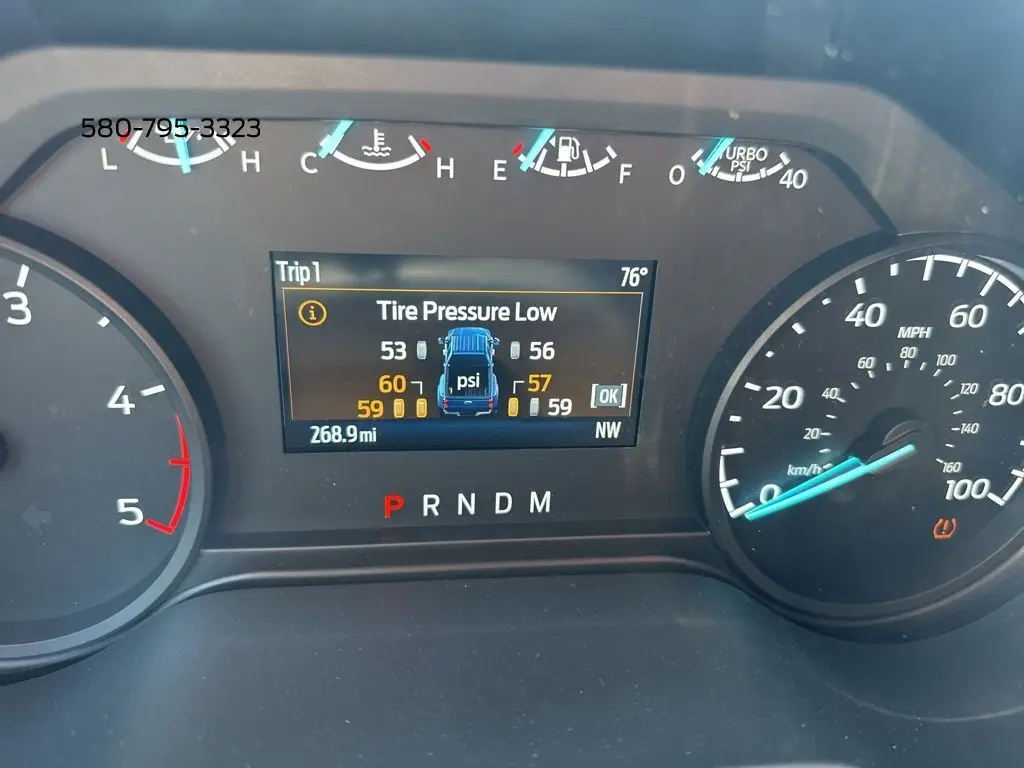 580-795-3323
L H C H E F 0 TURBO PSI 40
Trip 1 76°
Tire Pressure Low
53 56
60 psi 57
59 59 [OK]
268.9 mi NW
P R N D M
3
4
5
0 20 40 60 80 100
MPH
20 40 60 80 100 120 140 160
km/h